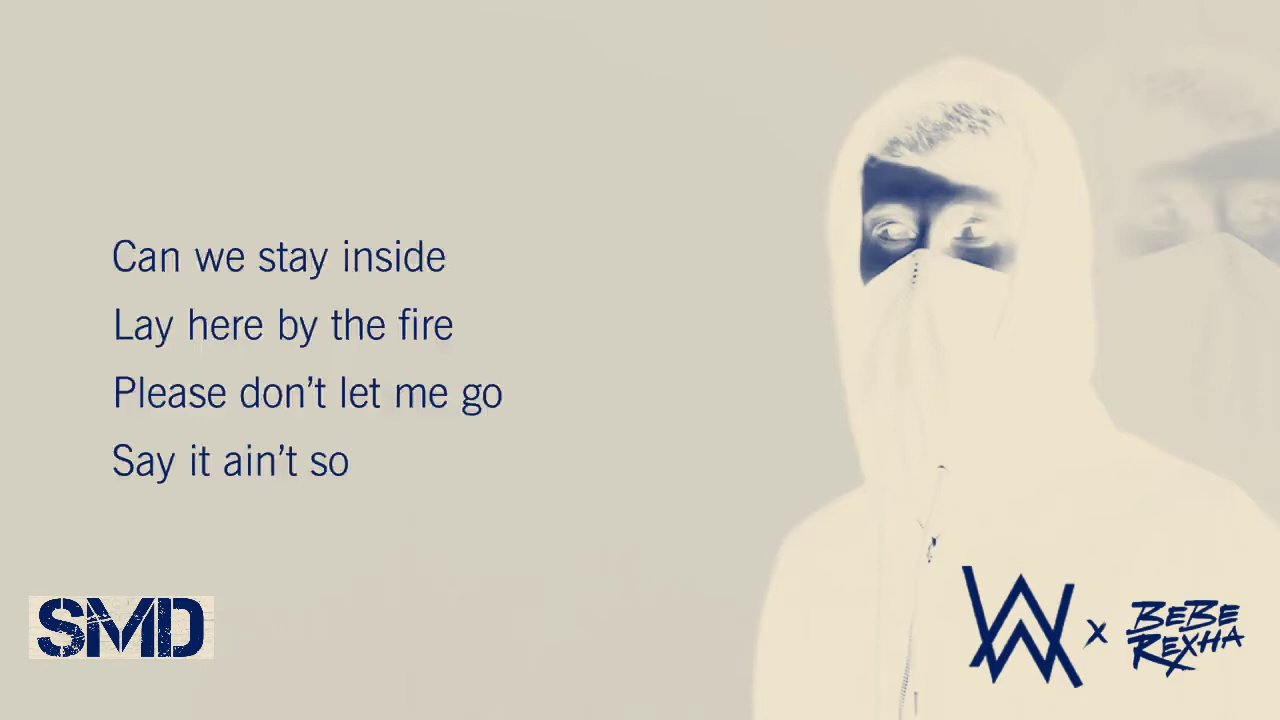 Can we stay inside
Lay here by the fire
Please don’t let me go
Say it ain’t so
SMD
AW x BEBE
REXHA